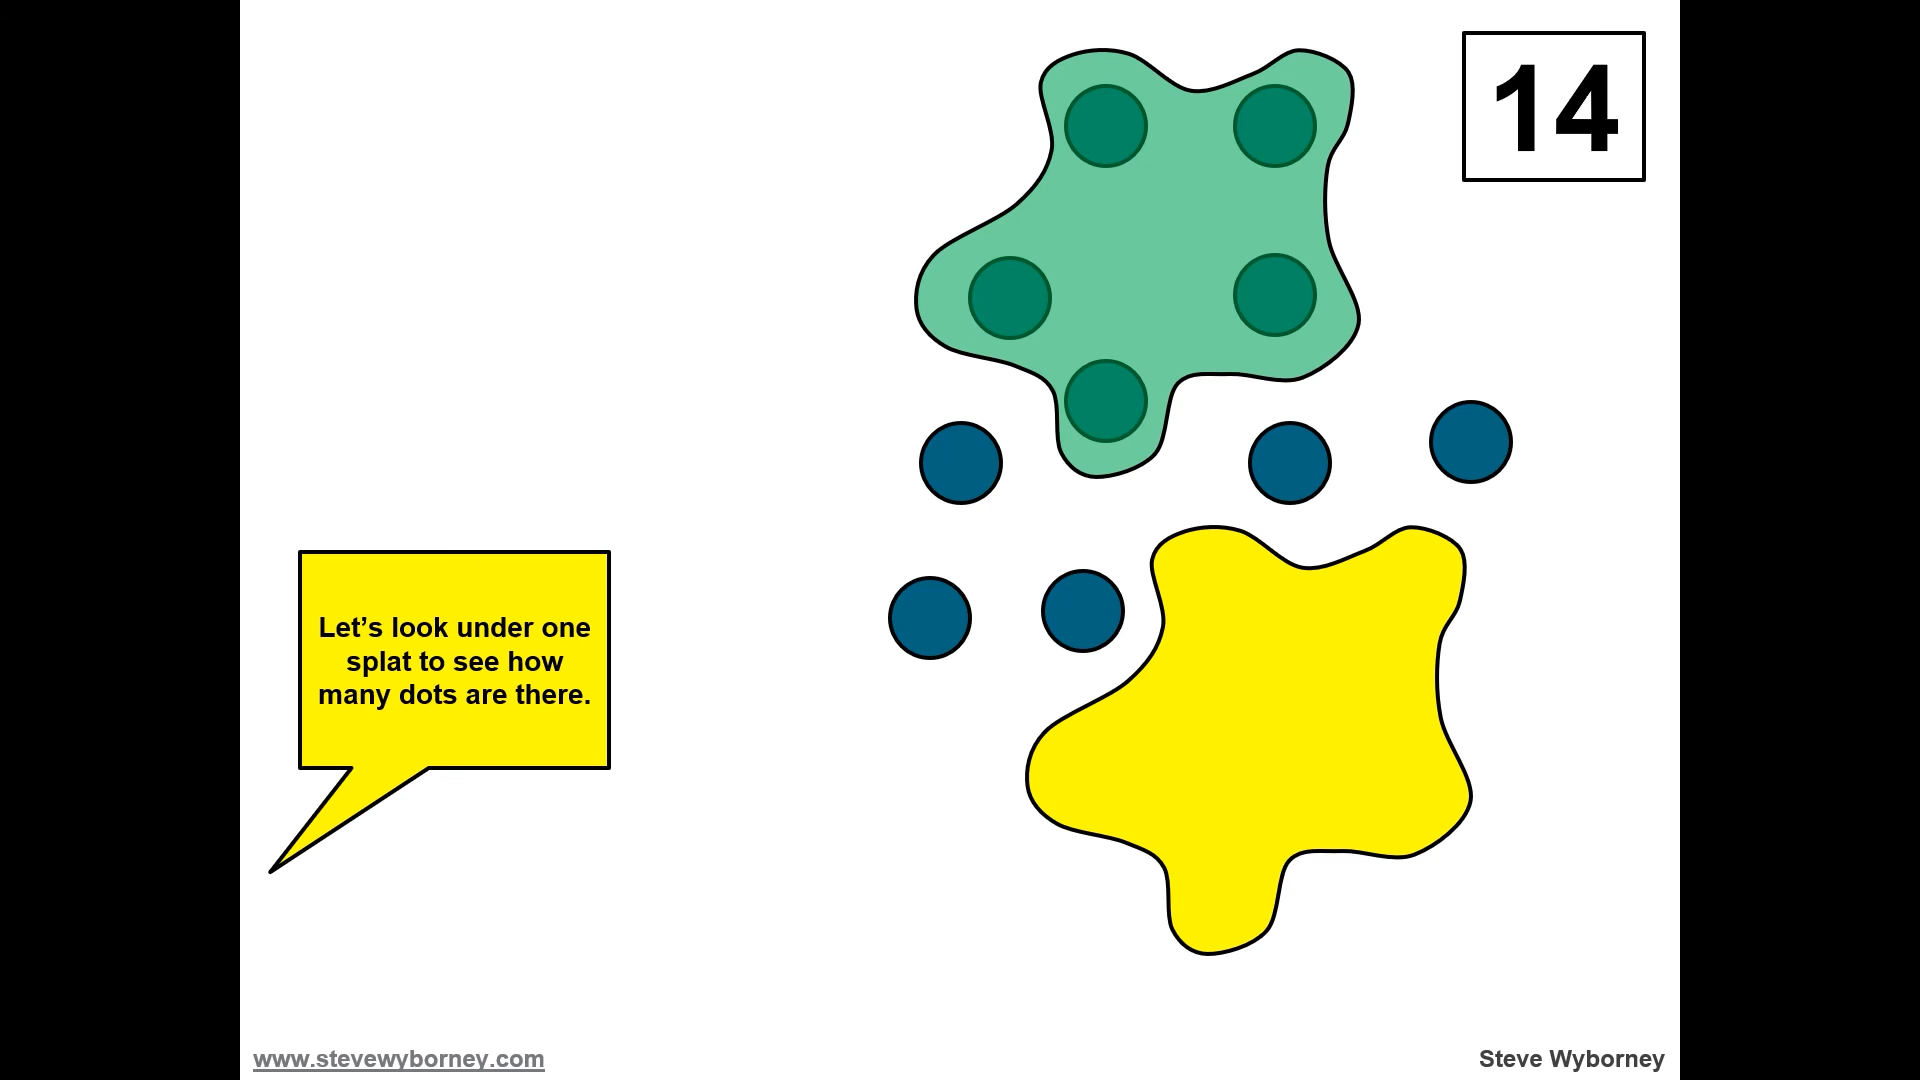 14
Let’s look under one
splat to see how
many dots are there.
www.stevewyborney.com
Steve Wyborney